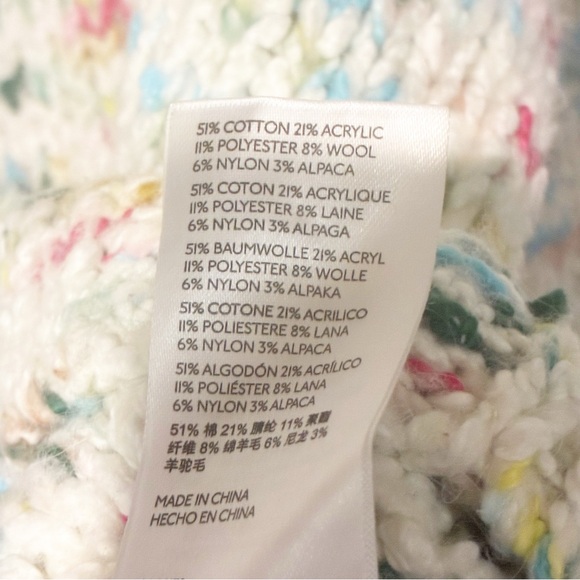 51% COTTON 21% ACRYLIC
11% POLYESTER 8% WOOL
6% NYLON 3% ALPACA
51% COTON 21% ACRYLIQUE
11% POLYESTER 8% LAINE
6% NYLON 3% ALPAGA
51% BAUMWOLLE 21% ACRYL
11% POLYESTER 8% WOLLE
6% NYLON 3% ALPAKA
51% COTONE 21% ACRILICO
11% POLIESTERE 8% LANA
6% NYLON 3% ALPACA
51% ALGODÓN 21% ACRÍLICO
11% POLIÉSTER 8% LANA
6% NYLON 3% ALPACA
51% 棉 21% 腈纶 11% 聚酯
纤维 8% 绵羊毛 6% 尼龙 3%
羊驼毛
MADE IN CHINA
HECHO EN CHINA